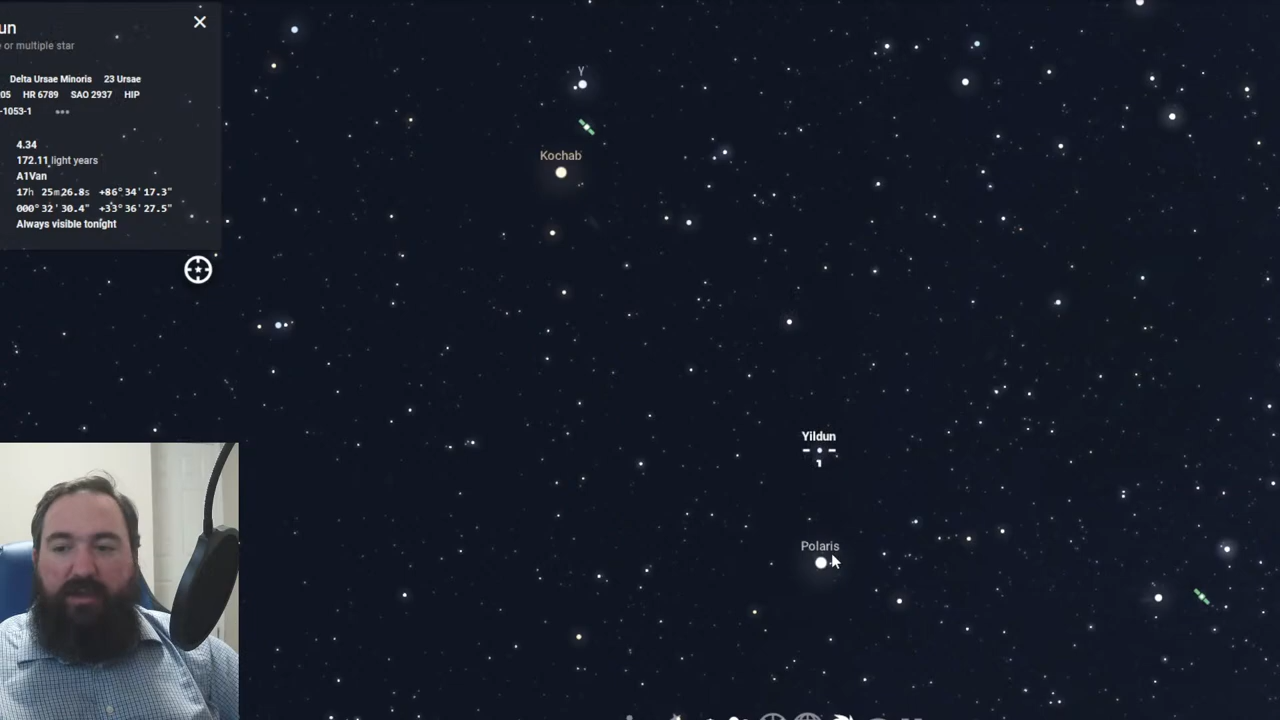 un
e or multiple star
Delta Ursae Minoris 23 Ursae
05 HR 6789 SAO 2937 HIP
-1053-1
4.34
172.11 light years
A1Van
17h 25m26.8s +86°34'17.3"
000°32'30.4" +33°36'27.5"
Always visible tonight
γ
Kochab
Yildun
Polaris